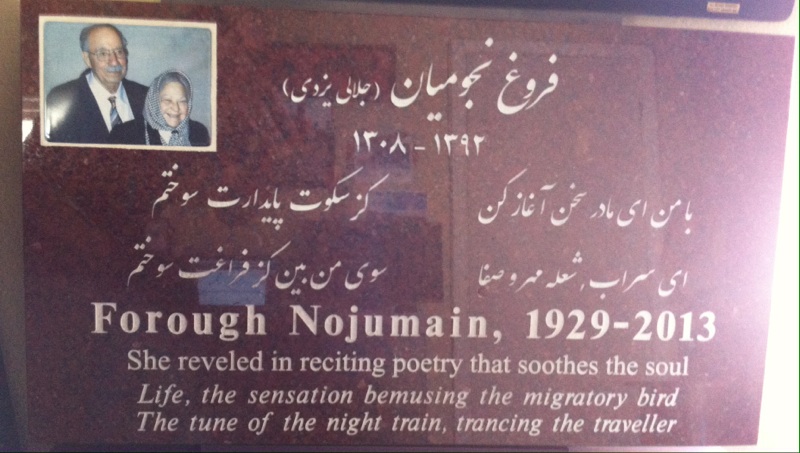 فروغ نجومیان (جلالی یزدی)
۱۳۰۸ - ۱۳۹۲
با من ای مادر سخن آغاز کن کز سکوت پایدارت سوختم
ای سراب شعله مهر و صفا سوی من بین کز فراغت سوختم
Forough Nojumain, 1929-2013
She reveled in reciting poetry that soothes the soul
Life, the sensation bemusing the migratory bird
The tune of the night train, trancing the traveller